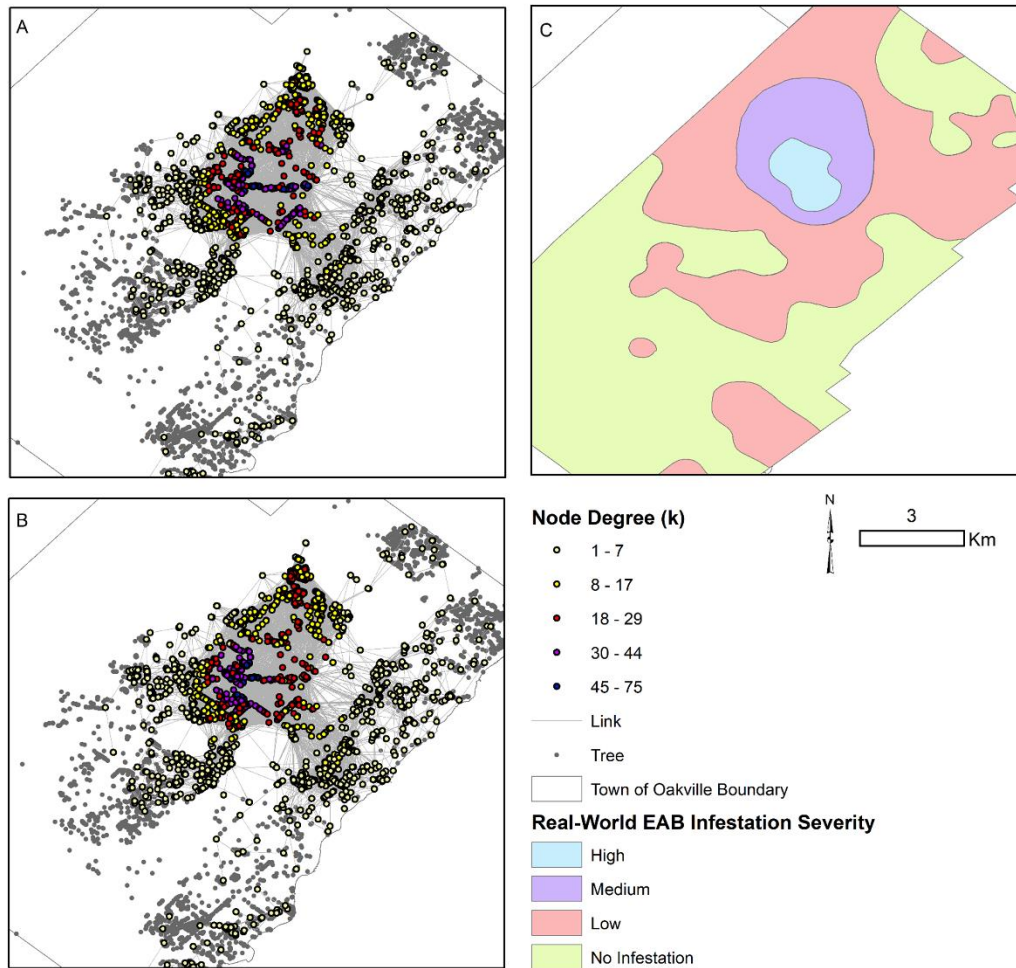 A
C
B
Node Degree (k)
1 - 7
8 - 17
18 - 29
30 - 44
45 - 75
Link
Tree
Town of Oakville Boundary
Real-World EAB Infestation Severity
High
Medium
Low
No Infestation
N
3
Km